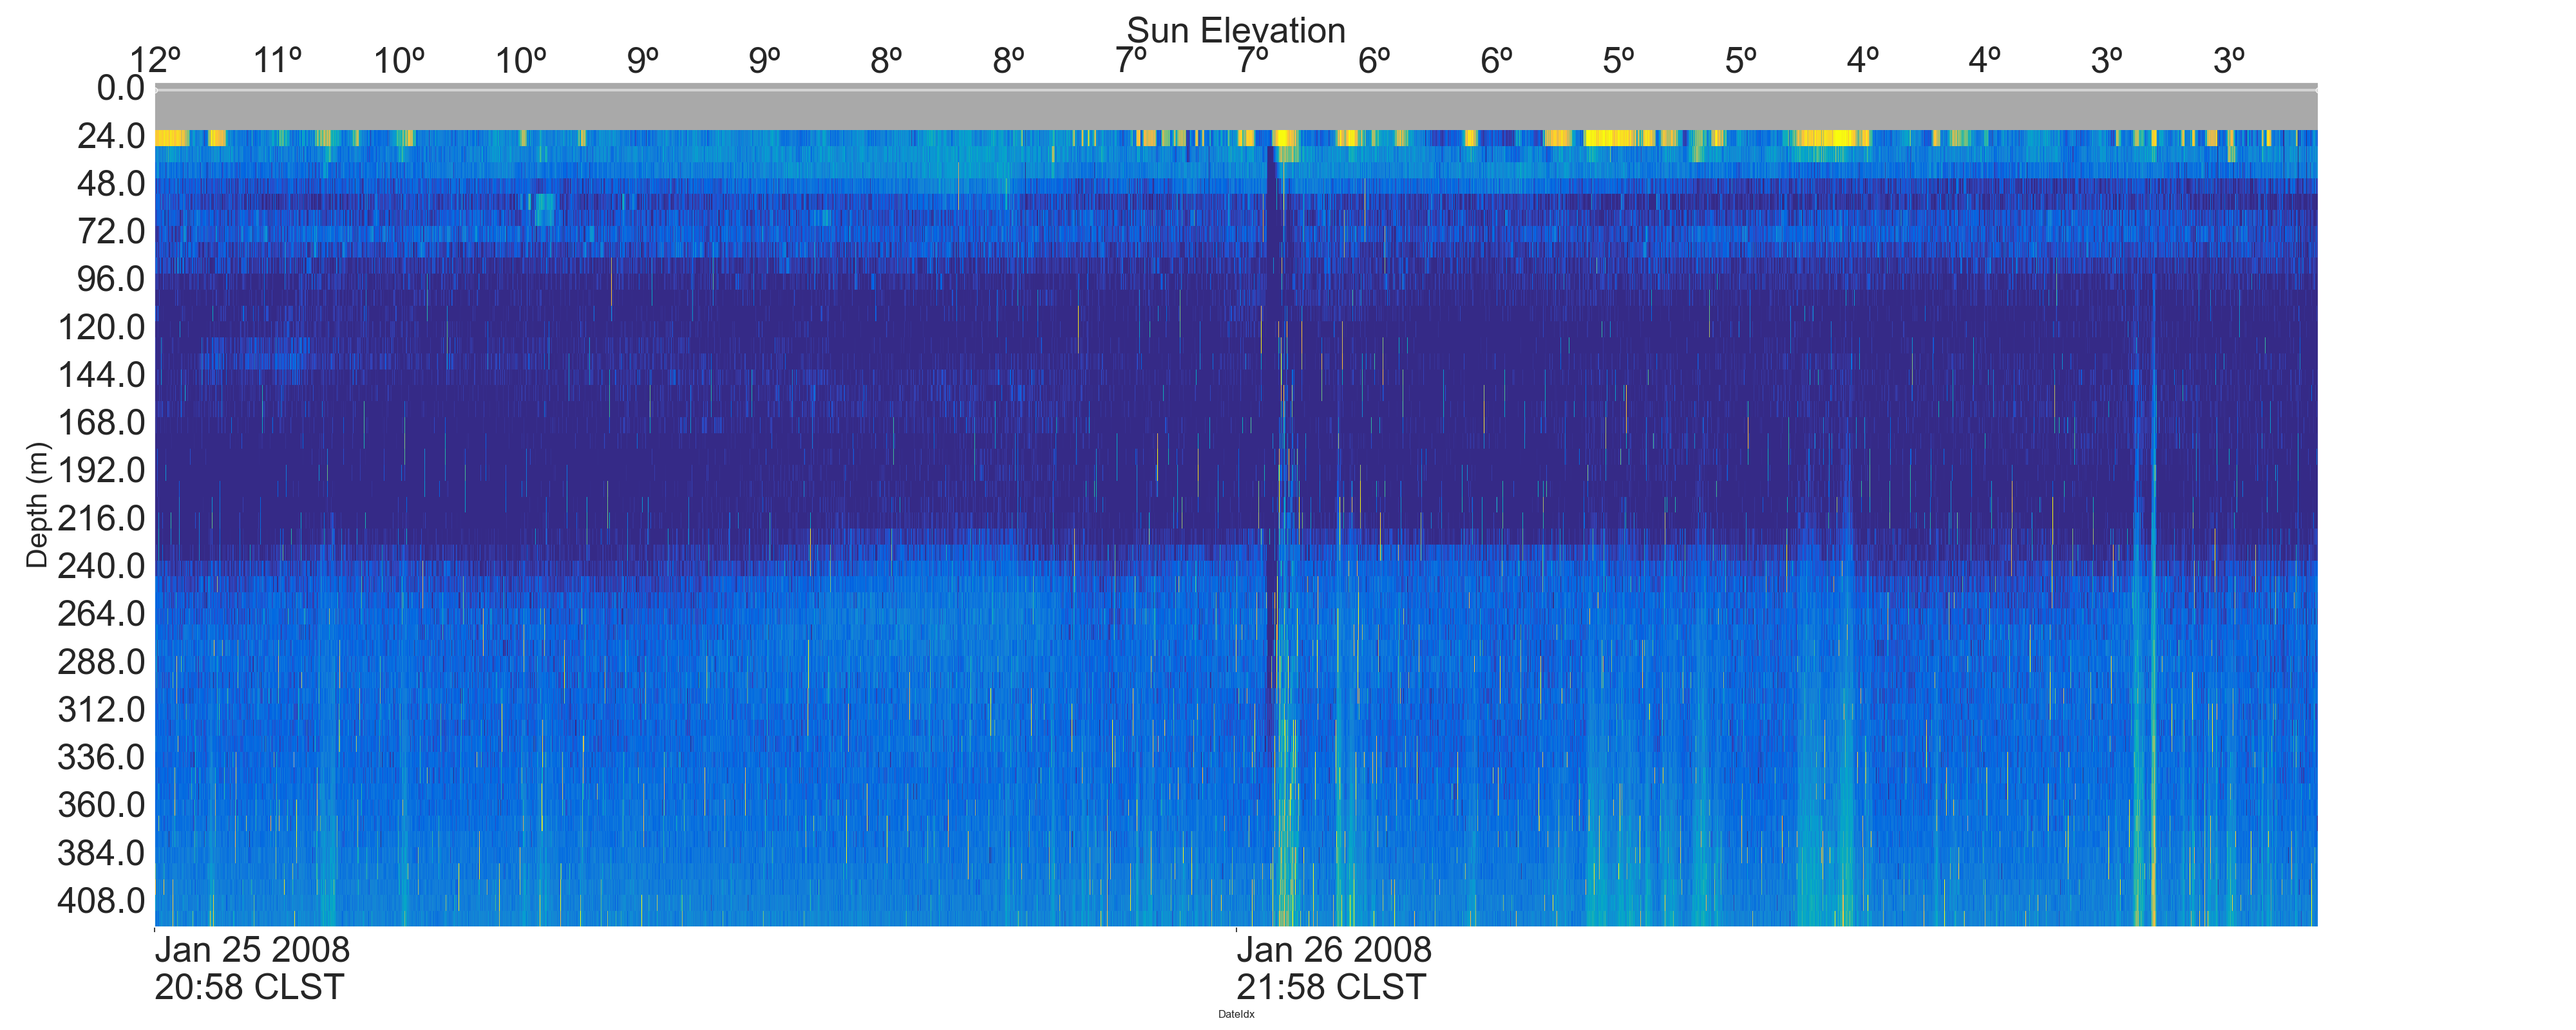 Sun Elevation
12º 11º 10º 10º 9º 9º 8º 8º 7º 7º 6º 6º 5º 5º 4º 4º 3º 3º
0.0
24.0
48.0
72.0
96.0
120.0
144.0
168.0
192.0
216.0
240.0
264.0
288.0
312.0
336.0
360.0
384.0
408.0
Depth (m)
Jan 25 2008
20:58 CLST
Jan 26 2008
21:58 CLST
DateIdx